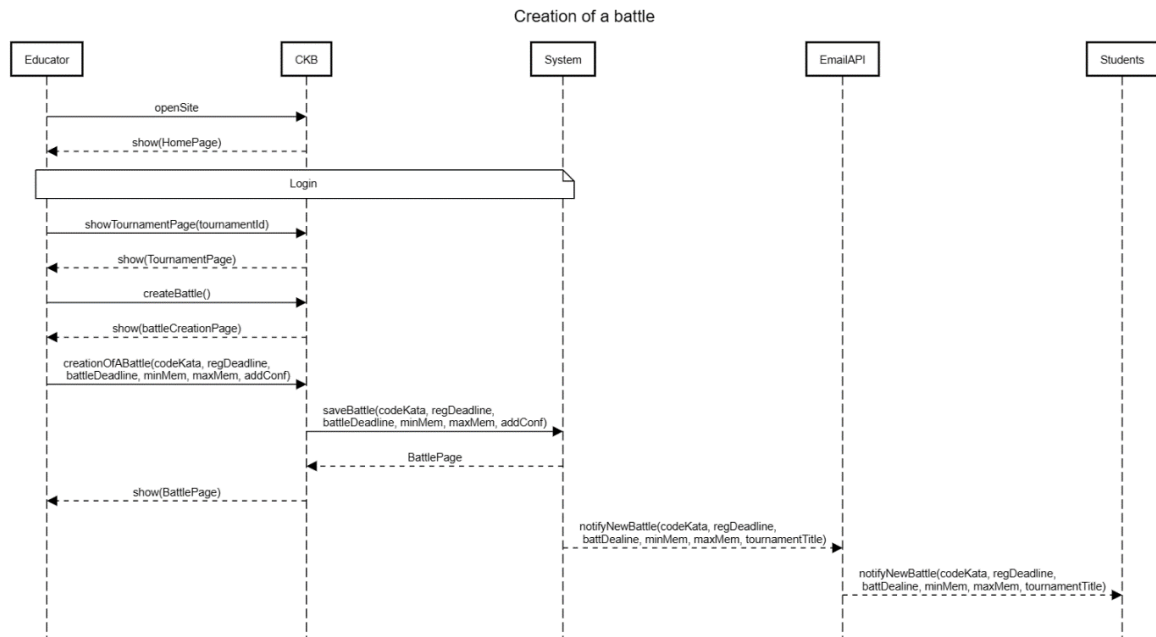 Creation of a battle
Educator
CKB
System
EmailAPI
Students
openSite
show(HomePage)
Login
showTournamentPage(tournamentId)
show(TournamentPage)
createBattle()
show(battleCreationPage)
creationOfABattle(codeKata, regDeadline,
battleDeadline, minMem, maxMem, addConf)
saveBattle(codeKata, regDeadline,
battleDeadline, minMem, maxMem, addConf)
BattlePage
show(BattlePage)
notifyNewBattle(codeKata, regDeadline,
battDealine, minMem, maxMem, tournamentTitle)
notifyNewBattle(codeKata, regDeadline,
battDealine, minMem, maxMem, tournamentTitle)